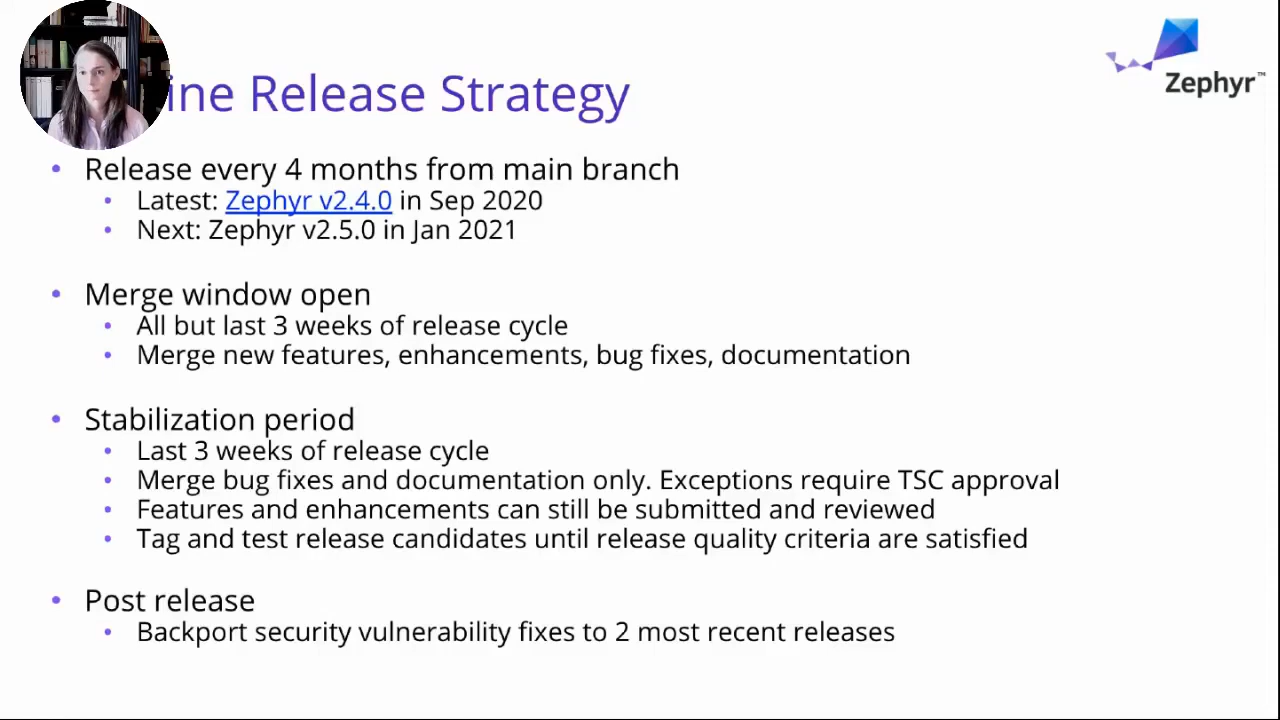 ine Release Strategy
Zephyr™
• Release every 4 months from main branch
• Latest: Zephyr v2.4.0 in Sep 2020
• Next: Zephyr v2.5.0 in Jan 2021
• Merge window open
• All but last 3 weeks of release cycle
• Merge new features, enhancements, bug fixes, documentation
• Stabilization period
• Last 3 weeks of release cycle
• Merge bug fixes and documentation only. Exceptions require TSC approval
• Features and enhancements can still be submitted and reviewed
• Tag and test release candidates until release quality criteria are satisfied
• Post release
• Backport security vulnerability fixes to 2 most recent releases